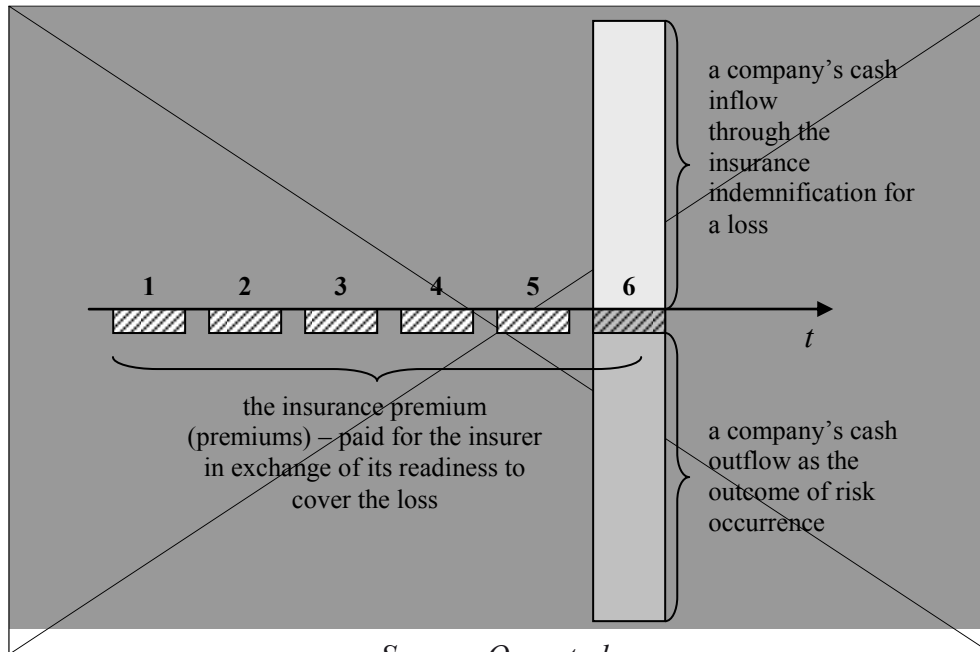 a company's cash
inflow
through the
insurance
indemnification for
a loss
1 2 3 4 5 6
t
the insurance premium
(premiums) – paid for the insurer
in exchange of its readiness to
cover the loss
a company's cash
outflow as the
outcome of risk
occurrence